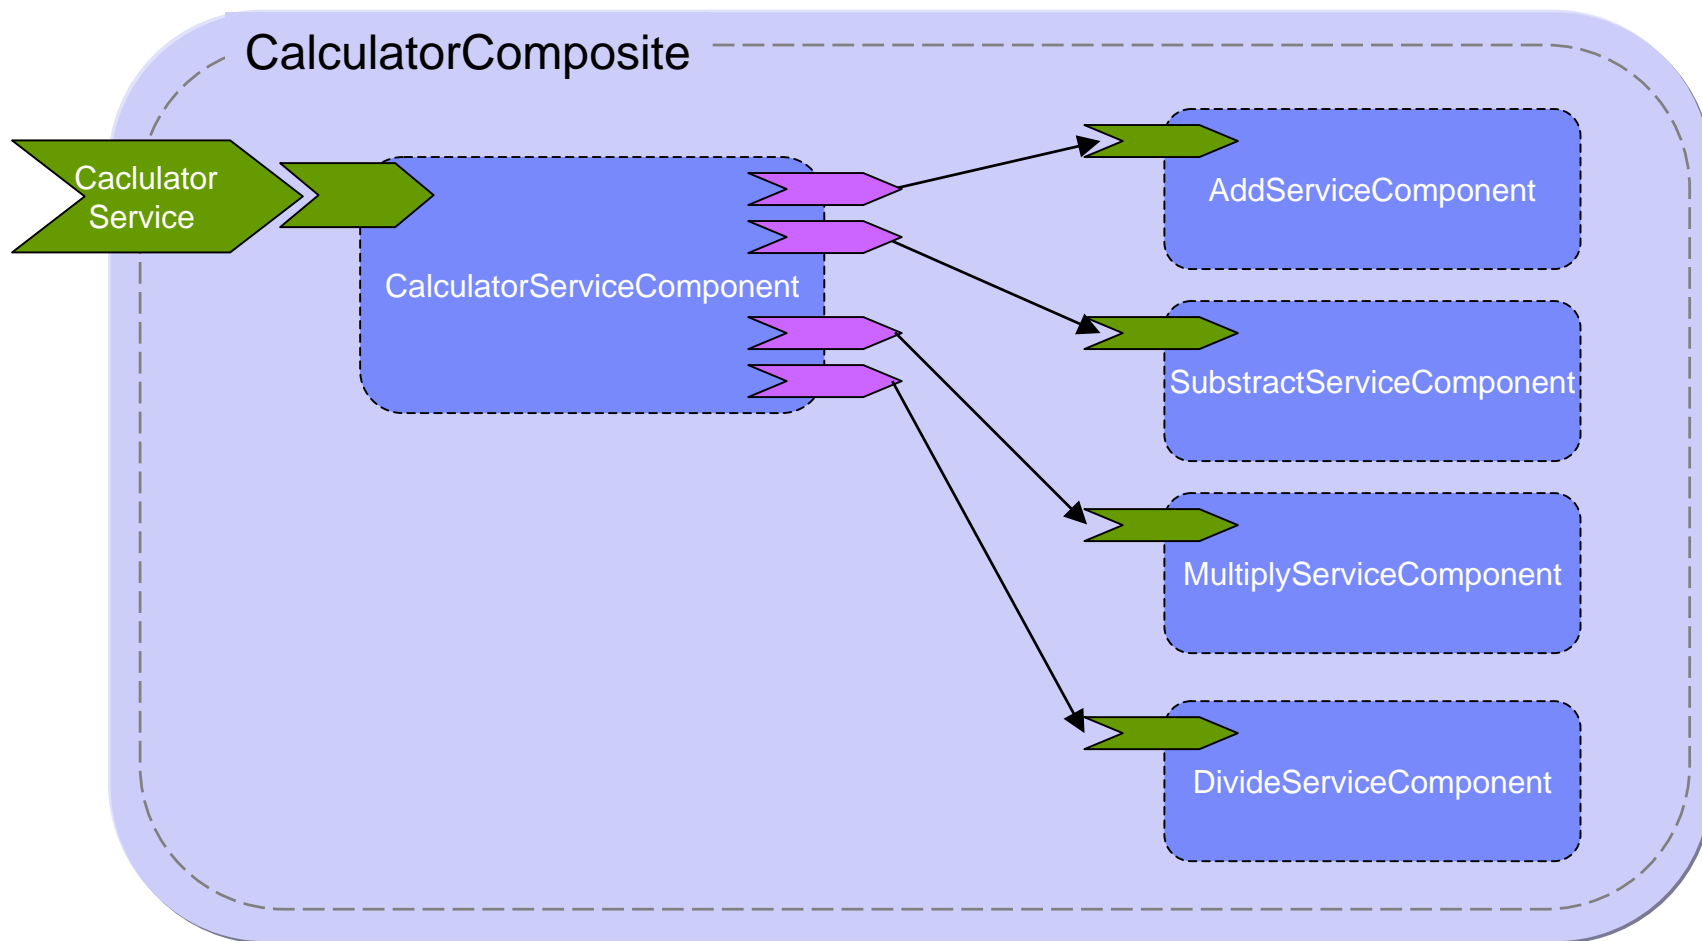 CalculatorComposite
Caclulator
Service
CalculatorServiceComponent
AddServiceComponent
SubstractServiceComponent
MultiplyServiceComponent
DivideServiceComponent